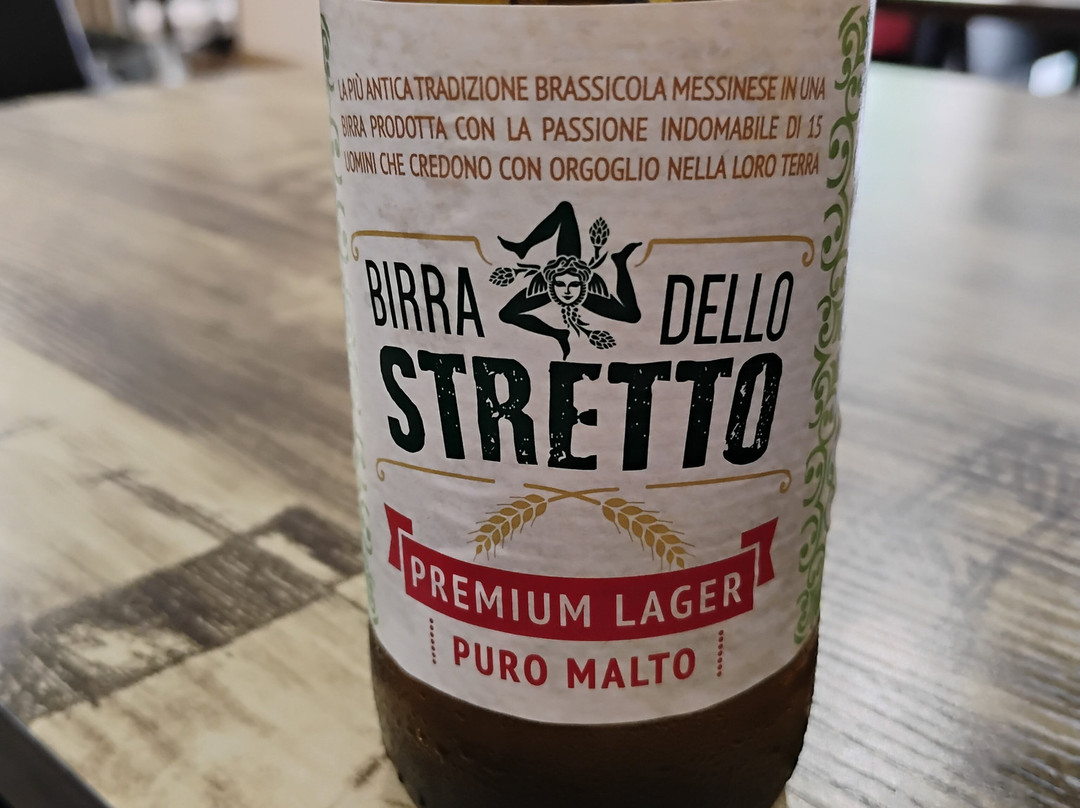 LA PIÙ ANTICA TRADIZIONE BRASSICOLA MESSINESE IN UNA
BIRRA PRODOTTA CON LA PASSIONE INDOMABILE DI 15
UOMINI CHE CREDONO CON ORGOGLIO NELLA LORO TERRA
BIRRA DELLO
STRETTO
PREMIUM LAGER
PURO MALTO